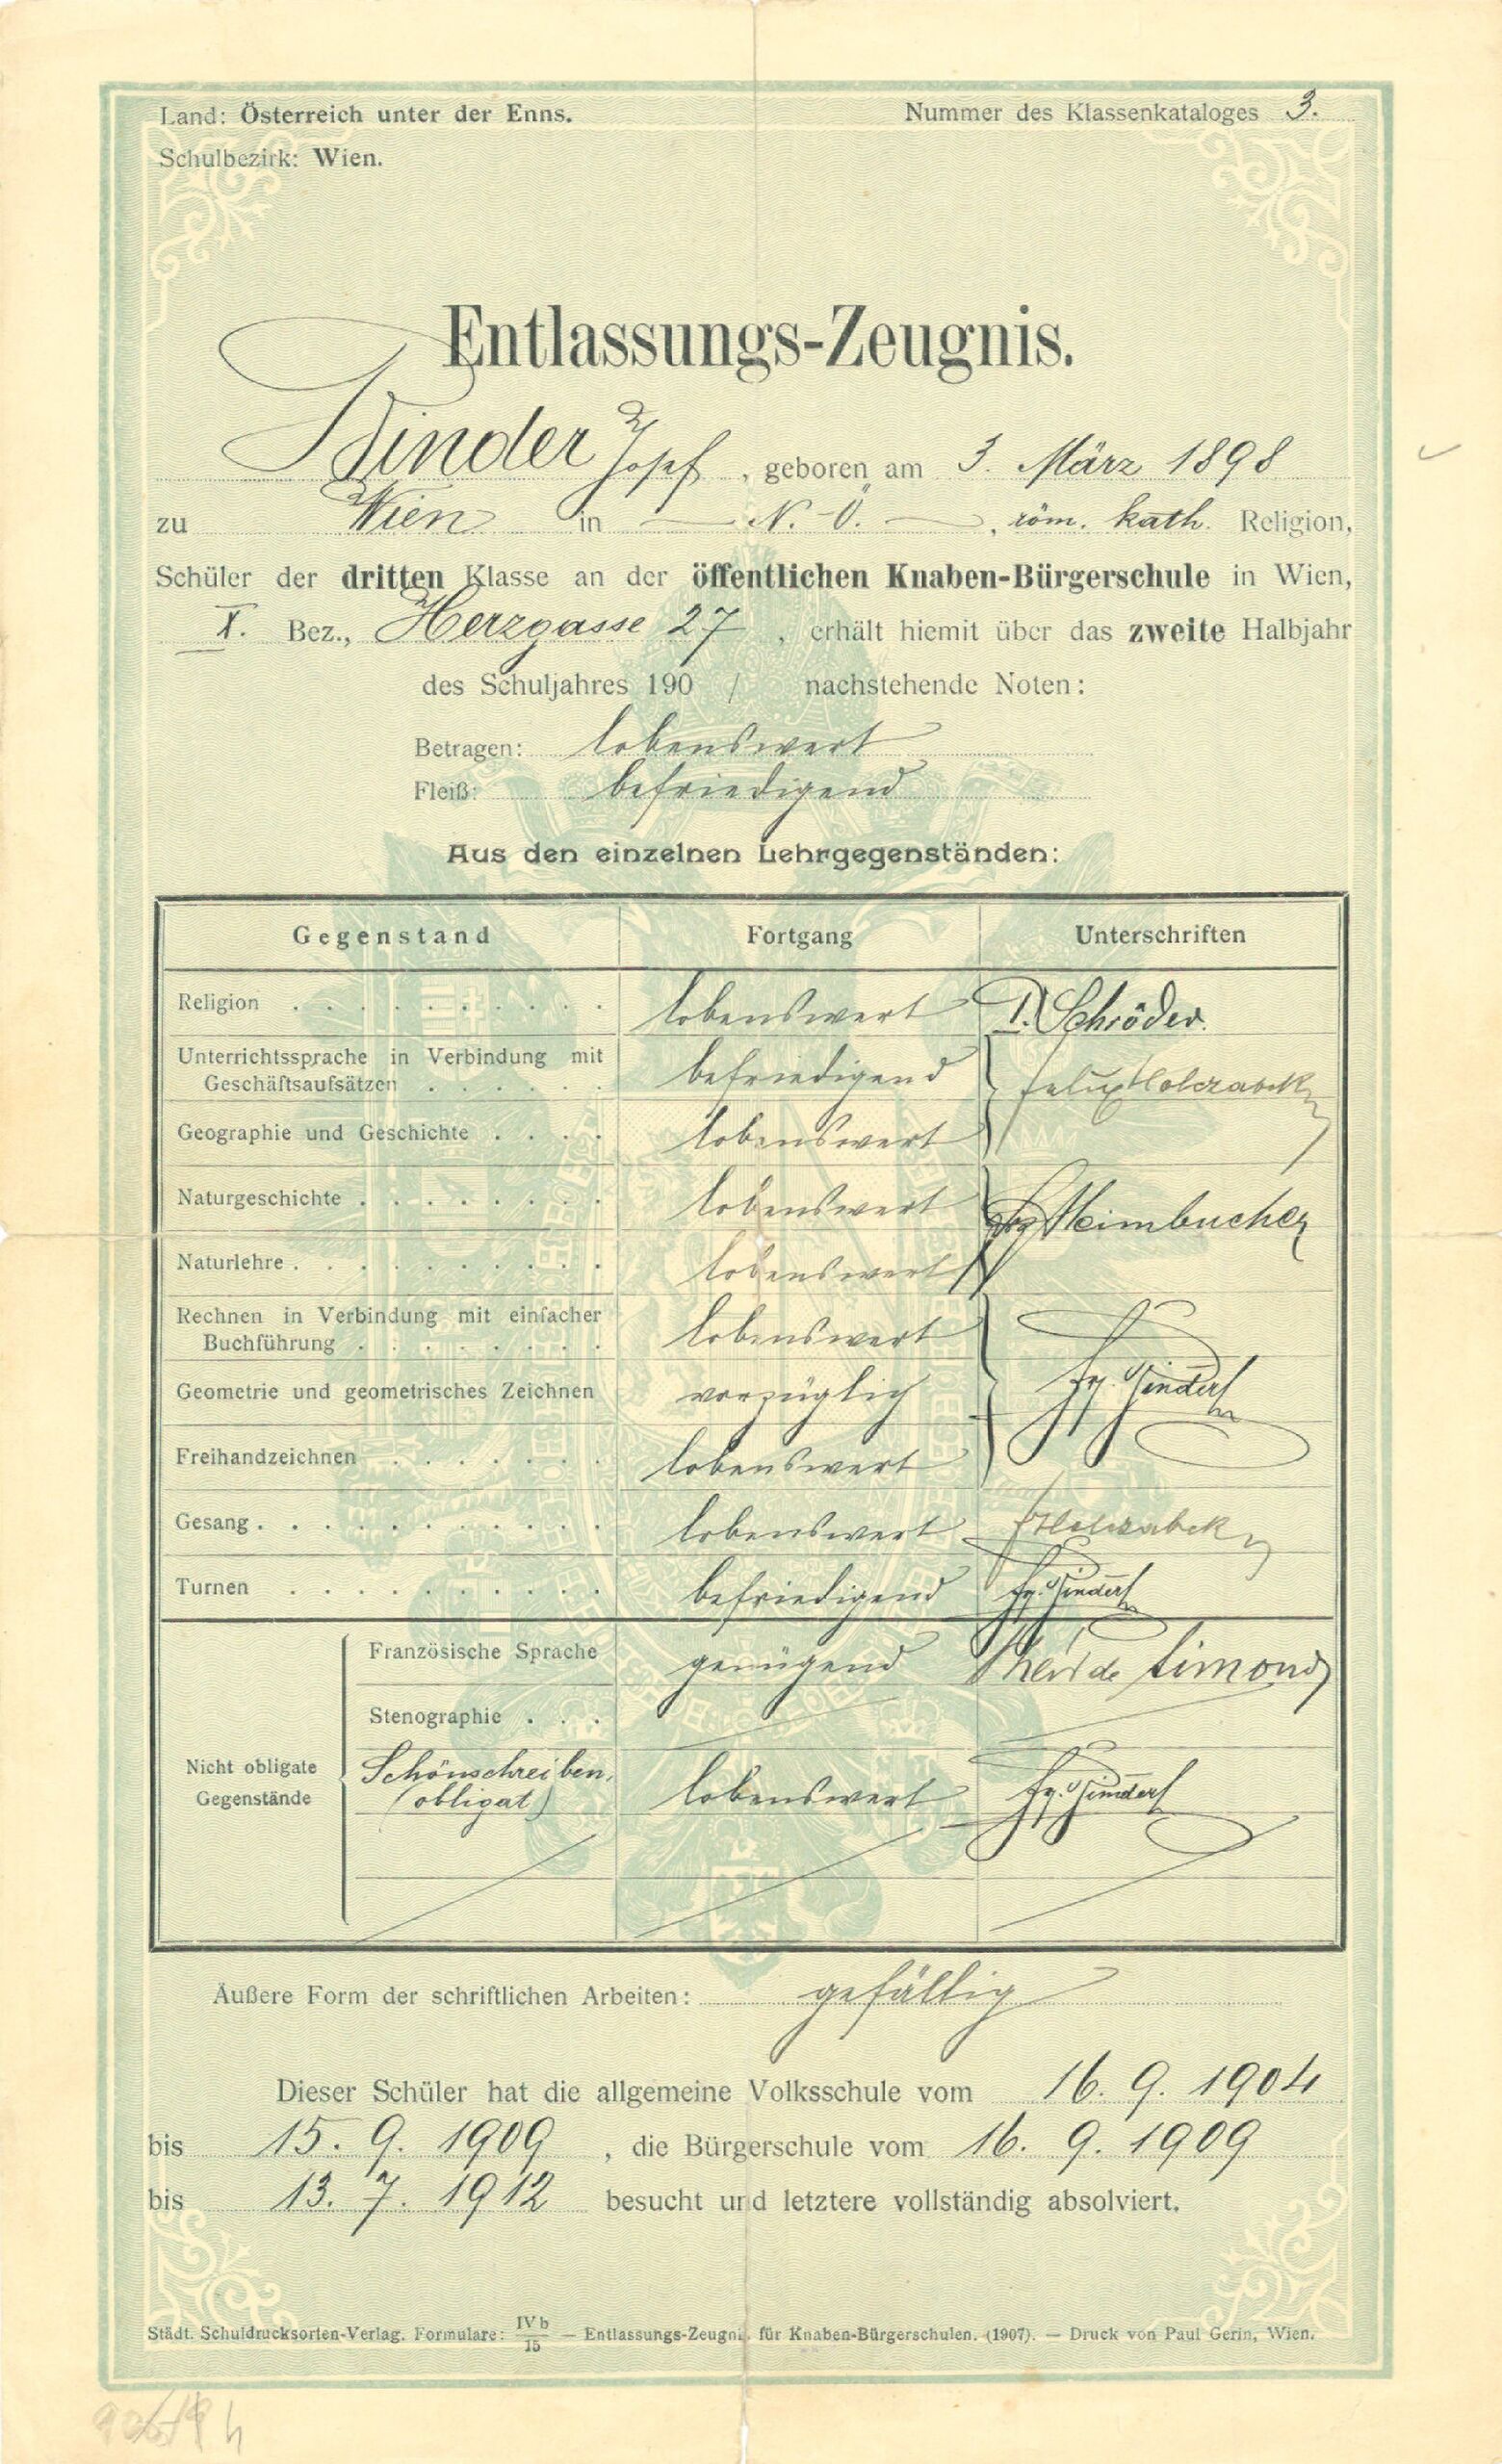 Land: Österreich unter der Enns. Nummer des Klassenkataloges 3.
Schulbezirk: Wien.
Entlassungs-Zeugnis.
Binder Josef, geboren am 3. März 1898
zu Wien in N.-Ö., röm. kath. Religion,
Schüler der dritten Klasse an der öffentlichen Knaben-Bürgerschule in Wien,
X. Bez., Herzgasse 27, erhält hiemit über das zweite Halbjahr
des Schuljahres 190 / nachstehende Noten:
Betragen: lobenswert
Fleiß: befriedigend
Aus den einzelnen Lehrgegenständen:
Gegenstand Fortgang Unterschriften
Religion lobenswert P. Schröder.
Unterrichtssprache in Verbindung mit
Geschäftsaufsätzen befriedigend Felix Holczabek
Geographie und Geschichte lobenswert
Naturgeschichte lobenswert Heimbucher
Naturlehre lobenswert
Rechnen in Verbindung mit einfacher
Buchführung lobenswert
Geometrie und geometrisches Zeichnen vorzüglich
Freihandzeichnen lobenswert
Gesang lobenswert Holczabek
Turnen befriedigend
Nicht obligate
Gegenstände
Französische Sprache genügend de Simony
Stenographie
Schönschreiben,
(obligat) lobenswert
Äußere Form der schriftlichen Arbeiten: gefällig
Dieser Schüler hat die allgemeine Volksschule vom 16. 9. 1904
bis 15. 9. 1909, die Bürgerschule vom 16. 9. 1909
bis 13. 7. 1912 besucht und letztere vollständig absolviert.
Städt. Schuldrucksorten-Verlag. Formulare: IV b/15 — Entlassungs-Zeugnis für Knaben-Bürgerschulen. (1907). — Druck von Paul Gerin, Wien.